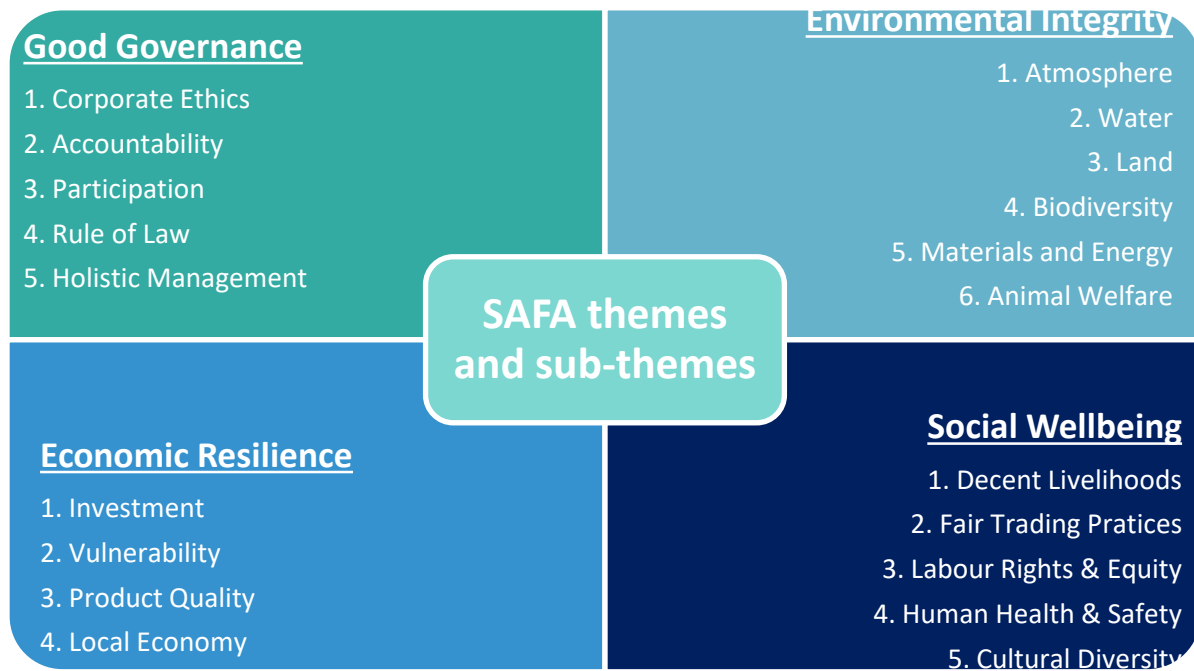 Good Governance
1. Corporate Ethics
2. Accountability
3. Participation
4. Rule of Law
5. Holistic Management
Environmental Integrity
1. Atmosphere
2. Water
3. Land
4. Biodiversity
5. Materials and Energy
6. Animal Welfare
SAFA themes
and sub-themes
Economic Resilience
1. Investment
2. Vulnerability
3. Product Quality
4. Local Economy
Social Wellbeing
1. Decent Livelihoods
2. Fair Trading Pratices
3. Labour Rights & Equity
4. Human Health & Safety
5. Cultural Diversity